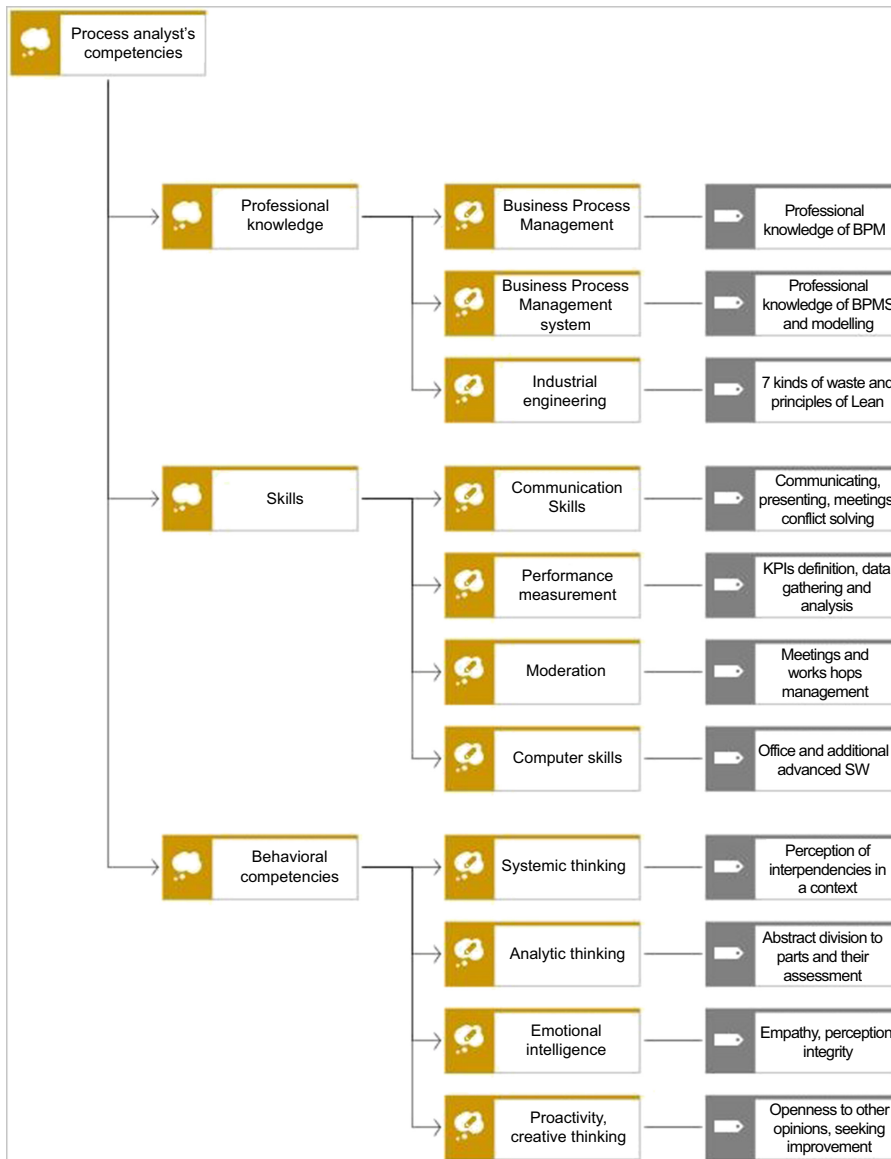 Process analyst's
competencies
Professional
knowledge
Business Process
Management
Professional
knowledge of BPM
Business Process
Management
system
Professional
knowledge of BPMS
and modelling
Industrial
engineering
7 kinds of waste and
principles of Lean
Skills
Communication
Skills
Communicating,
presenting, meetings,
conflict solving
Performance
measurement
KPIs definition, data
gathering and
analysis
Moderation
Meetings and
works hops
management
Computer skills
Office and additional
advanced SW
Behavioral
competencies
Systemic thinking
Perception of
interpendencies in
a context
Analytic thinking
Abstract division to
parts and their
assessment
Emotional
intelligence
Empathy, perception,
integrity
Proactivity,
creative thinking
Openness to other
opinions, seeking
improvement